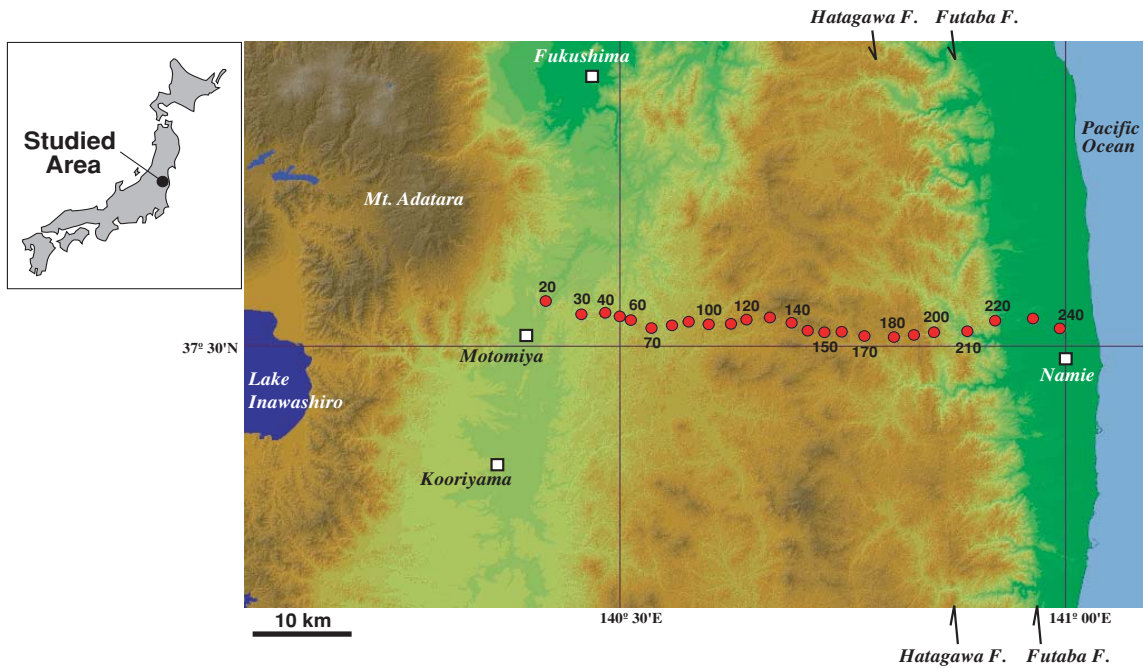 Hatagawa F. Futaba F.
Fukushima
Studied
Area
Pacific
Ocean
Mt. Adatara
20
30
40
60
70
100
120
140
150
170
180
200
210
220
240
37º 30'N
Motomiya
Namie
Lake
Inawashiro
Kooriyama
10 km
140º 30'
141º 00'E
Hatagawa F. Futaba F.